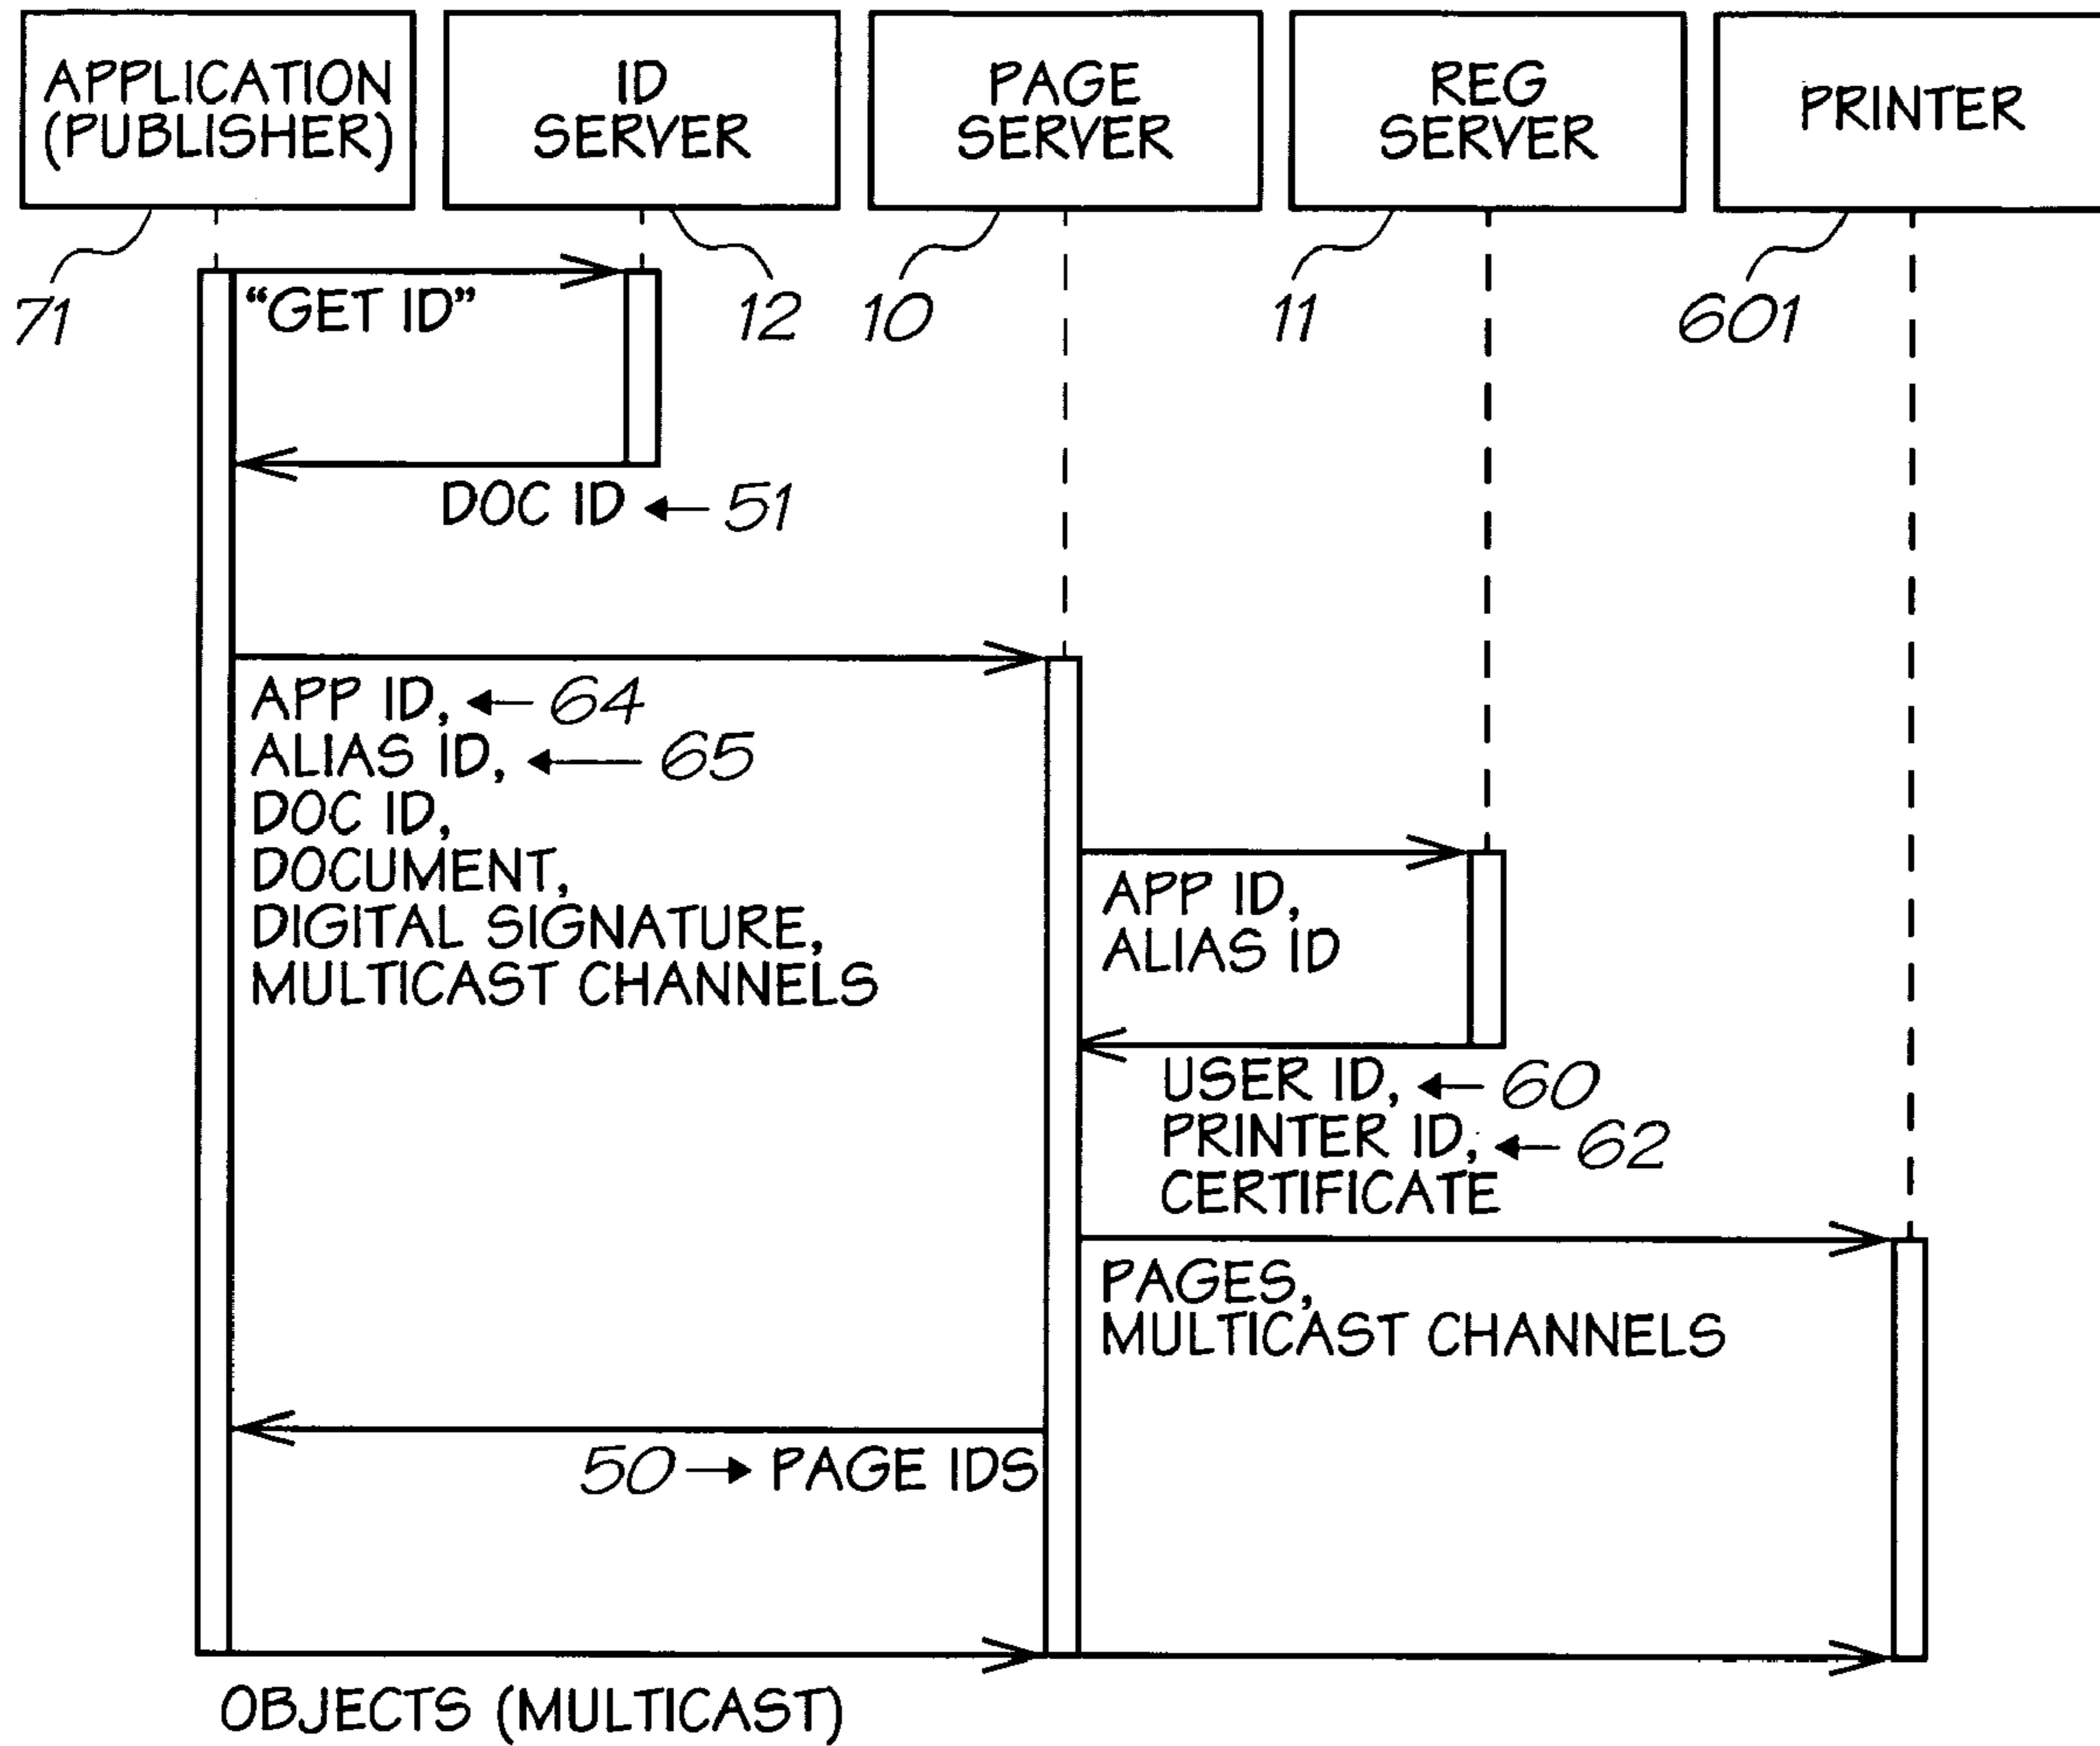 APPLICATION
(PUBLISHER)
ID
SERVER
PAGE
SERVER
REG
SERVER
PRINTER
71
12
10
11
601
"GET ID"
DOC ID
51
APP ID,
64
ALIAS ID,
65
DOC ID,
DOCUMENT,
DIGITAL SIGNATURE,
MULTICAST CHANNELS
APP ID,
ALIAS ID
USER ID,
60
PRINTER ID,
62
CERTIFICATE
PAGES,
MULTICAST CHANNELS
50
PAGE IDS
OBJECTS (MULTICAST)